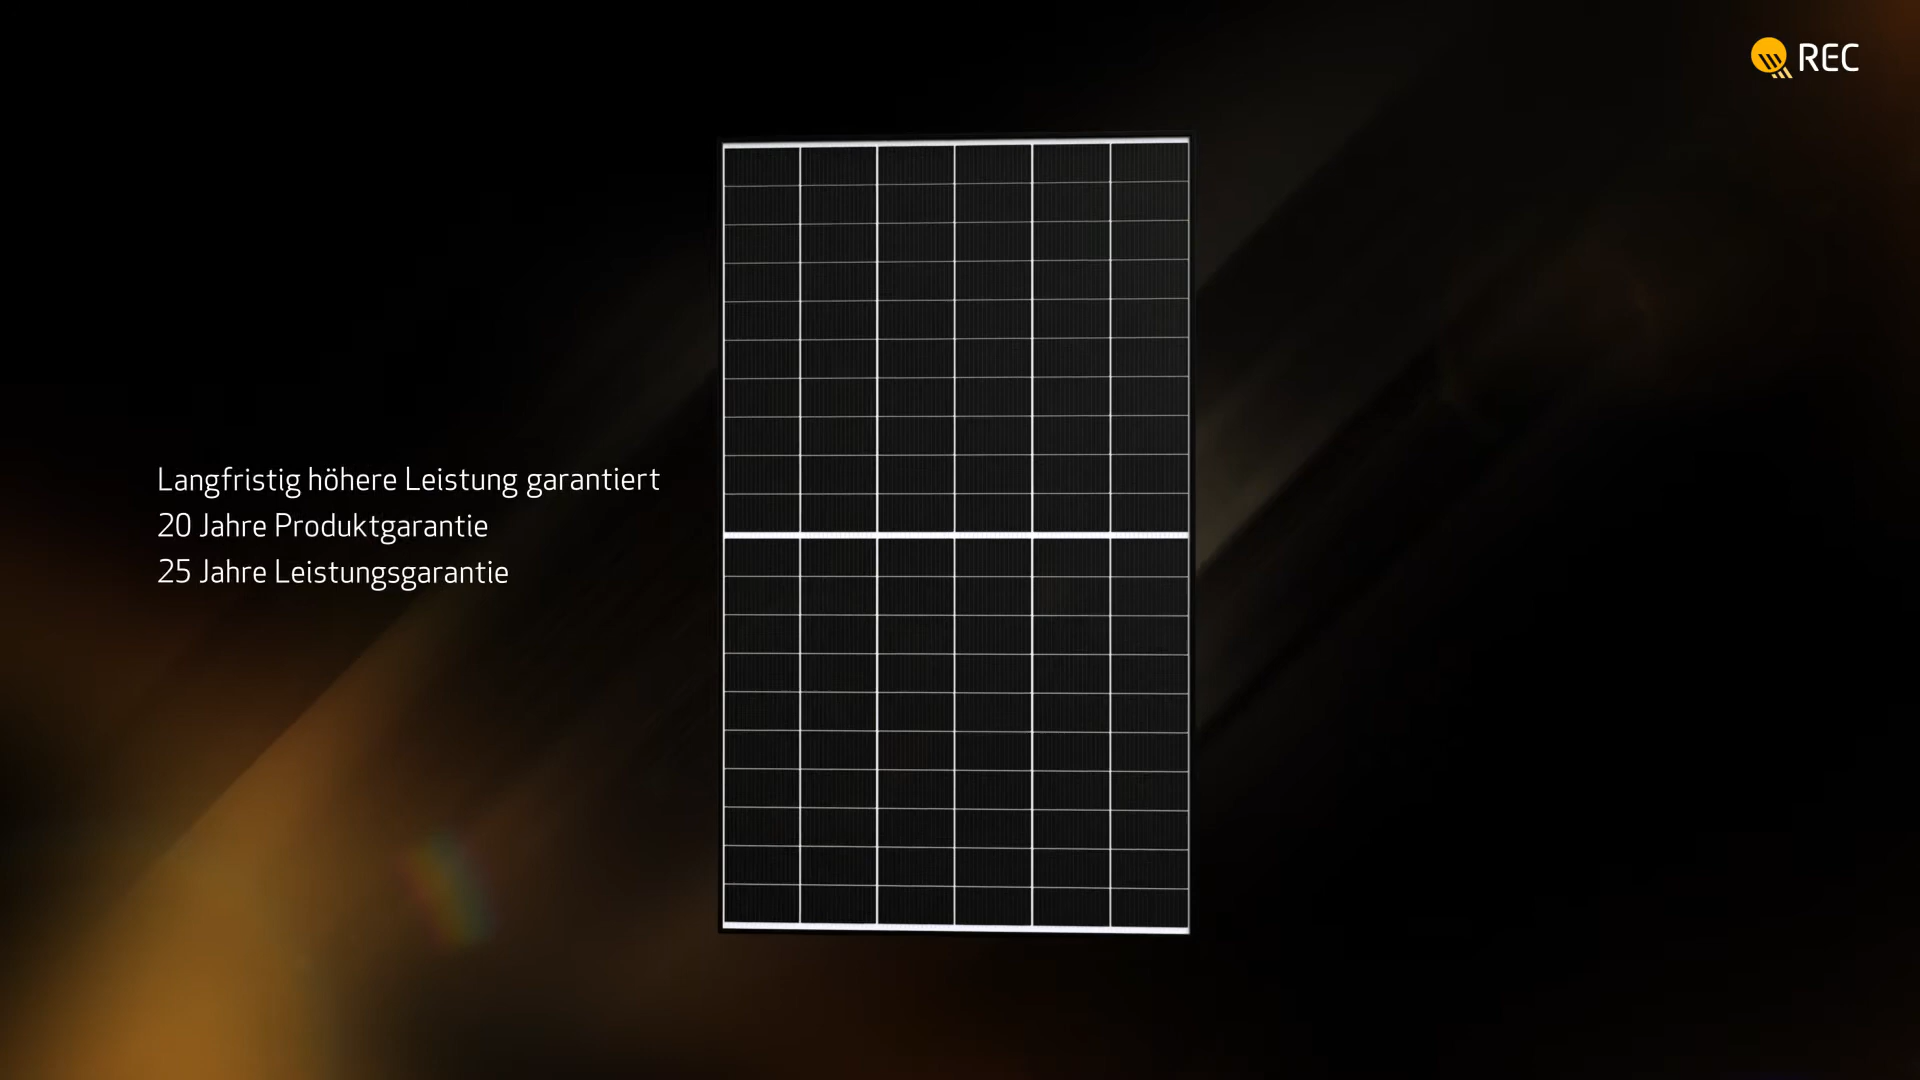 REC
Langfristig höhere Leistung garantiert
20 Jahre Produktgarantie
25 Jahre Leistungsgarantie